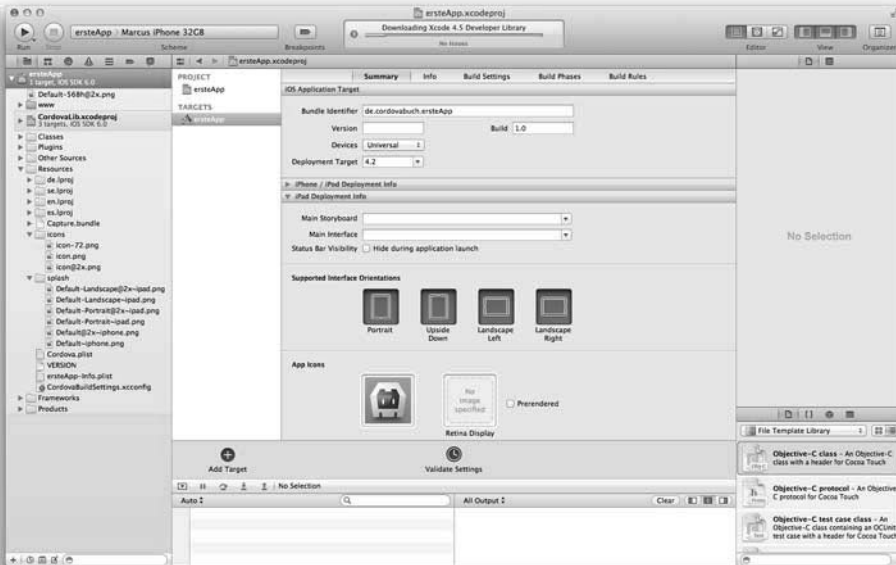 ersteApp.xcodeproj
ersteApp
Marcus iPhone 32GB
Downloading Xcode 4.5 Developer Library
No Issues
Run
Stop
Scheme
Breakpoints
Editor
View
Organizer
ersteApp.xcodeproj
ersteApp
1 target, iOS SDK 6.0
Default-568h@2x.png
www
CordovaLib.xcodeproj
3 targets, iOS SDK 6.0
Classes
Plugins
Other Sources
Resources
de.lproj
se.lproj
en.lproj
es.lproj
Capture.bundle
icons
icon-72.png
icon.png
icon@2x.png
splash
Default-Landscape@2x~ipad.png
Default-Landscape~ipad.png
Default-Portrait@2x~ipad.png
Default-Portrait~ipad.png
Default@2x~iphone.png
Default~iphone.png
Cordova.plist
VERSION
ersteApp-Info.plist
CordovaBuildSettings.xcconfig
Frameworks
Products
PROJECT
ersteApp
TARGETS
ersteApp
Summary
Info
Build Settings
Build Phases
Build Rules
iOS Application Target
Bundle Identifier de.cordovabuch.ersteApp
Version
Build 1.0
Devices Universal
Deployment Target 4.2
iPhone / iPod Deployment Info
iPad Deployment Info
Main Storyboard
Main Interface
Status Bar Visibility Hide during application launch
Supported Interface Orientations
Portrait
Upside Down
Landscape Left
Landscape Right
App Icons
No image specified
Prerendered
Retina Display
Add Target
Validate Settings
No Selection
Auto
All Output
Clear
No Selection
File Template Library
Objective-C class - An Objective-C
class with a header for Cocoa Touch
Objective-C protocol - An Objective-
C protocol for Cocoa Touch
Objective-C test case class - An
Objective-C class containing an OCUnit
test case with a header for Cocoa Touch